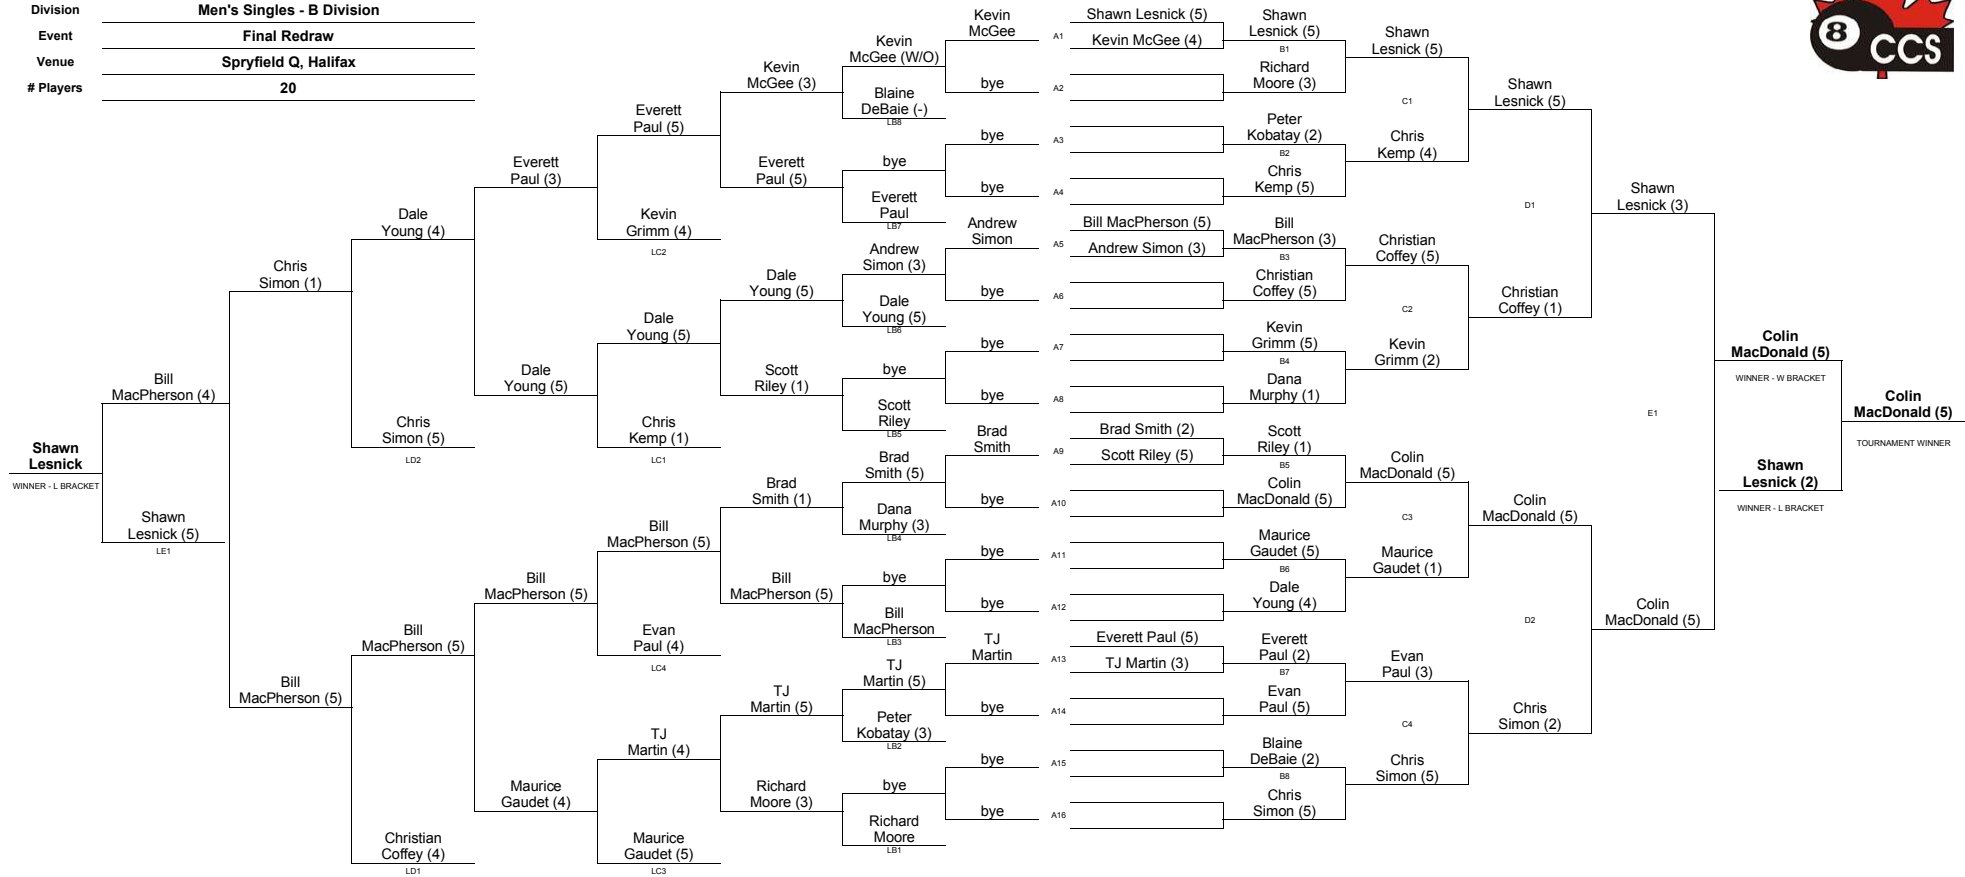 Division Men's Singles - B Division
Event Final Redraw
Venue Spryfield Q, Halifax
# Players 20
8 CCS
Shawn
Lesnick
WINNER - L BRACKET
Bill
MacPherson (4)
Shawn
Lesnick (5)
LE1
Chris
Simon (1)
Bill
MacPherson (5)
Dale
Young (4)
Chris
Simon (5)
LD2
Bill
MacPherson (5)
Christian
Coffey (4)
LD1
Everett
Paul (3)
Dale
Young (5)
Bill
MacPherson (5)
Maurice
Gaudet (4)
Everett
Paul (5)
Kevin
Grimm (4)
LC2
Dale
Young (5)
Chris
Kemp (1)
LC1
Bill
MacPherson (5)
Evan
Paul (4)
LC4
TJ
Martin (4)
Maurice
Gaudet (5)
LC3
Kevin
McGee (3)
Everett
Paul (5)
Dale
Young (5)
Scott
Riley (1)
Brad
Smith (1)
Bill
MacPherson (5)
TJ
Martin (5)
Richard
Moore (3)
Kevin
McGee (W/O)
Blaine
DeBaie (-)
LB8
bye
Everett
Paul
LB7
Andrew
Simon (3)
Dale
Young (5)
LB6
bye
Scott
Riley
LB5
Brad
Smith (5)
Dana
Murphy (3)
LB4
bye
Bill
MacPherson
LB3
TJ
Martin (5)
Peter
Kobatay (3)
LB2
bye
Richard
Moore
LB1
Kevin
McGee
bye
bye
bye
Andrew
Simon
bye
bye
bye
Brad
Smith
bye
bye
bye
TJ
Martin
bye
bye
bye
A1
A2
A3
A4
A5
A6
A7
A8
A9
A10
A11
A12
A13
A14
A15
A16
Shawn Lesnick (5)
Kevin McGee (4)
Bill MacPherson (5)
Andrew Simon (3)
Brad Smith (2)
Scott Riley (5)
Everett Paul (5)
TJ Martin (3)
Shawn
Lesnick (5)
B1
Richard
Moore (3)
Peter
Kobatay (2)
B2
Chris
Kemp (5)
Bill
MacPherson (3)
B3
Christian
Coffey (5)
Kevin
Grimm (5)
B4
Dana
Murphy (1)
Scott
Riley (1)
B5
Colin
MacDonald (5)
Maurice
Gaudet (5)
B6
Dale
Young (4)
Everett
Paul (2)
B7
Evan
Paul (5)
Blaine
DeBaie (2)
B8
Chris
Simon (5)
Shawn
Lesnick (5)
C1
Chris
Kemp (4)
Christian
Coffey (5)
C2
Kevin
Grimm (2)
Colin
MacDonald (5)
C3
Maurice
Gaudet (1)
Evan
Paul (3)
C4
Chris
Simon (5)
Shawn
Lesnick (5)
D1
Christian
Coffey (1)
Colin
MacDonald (5)
D2
Chris
Simon (2)
Shawn
Lesnick (3)
E1
Colin
MacDonald (5)
Colin
MacDonald (5)
WINNER - W BRACKET
Shawn
Lesnick (2)
WINNER - L BRACKET
Colin
MacDonald (5)
TOURNAMENT WINNER